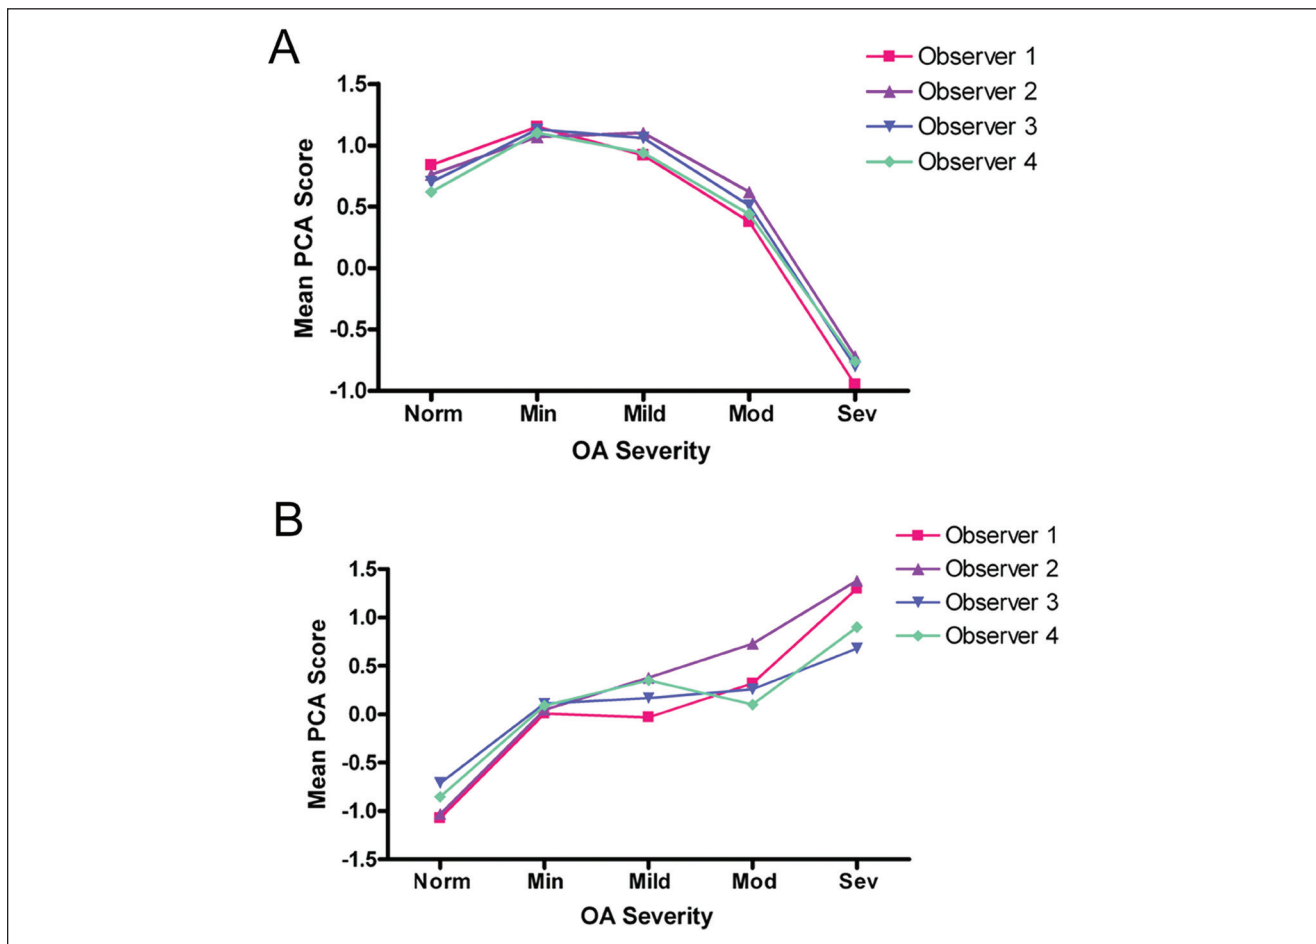 A
Observer 1
Observer 2
Observer 3
Observer 4
Mean PCA Score
1.5
1.0
0.5
0.0
-0.5
-1.0
Norm Min Mild Mod Sev
OA Severity
B
Observer 1
Observer 2
Observer 3
Observer 4
Mean PCA Score
1.5
1.0
0.5
0.0
-0.5
-1.0
-1.5
Norm Min Mild Mod Sev
OA Severity